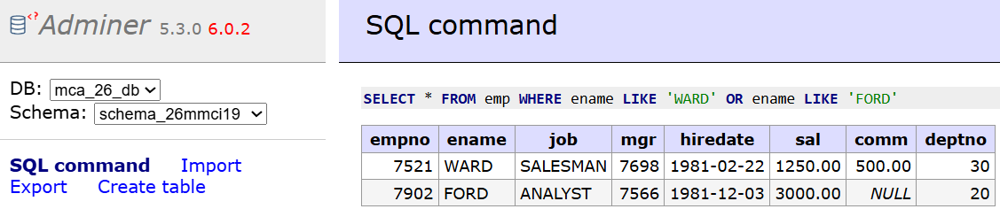 <? Adminer 5.3.0 6.0.2
SQL command
DB: mca_26_db
Schema: schema_26mmci19
SQL command Import
Export Create table
SELECT * FROM emp WHERE ename LIKE 'WARD' OR ename LIKE 'FORD'
empno ename job mgr hiredate sal comm deptno
7521 WARD SALESMAN 7698 1981-02-22 1250.00 500.00 30
7902 FORD ANALYST 7566 1981-12-03 3000.00 NULL 20